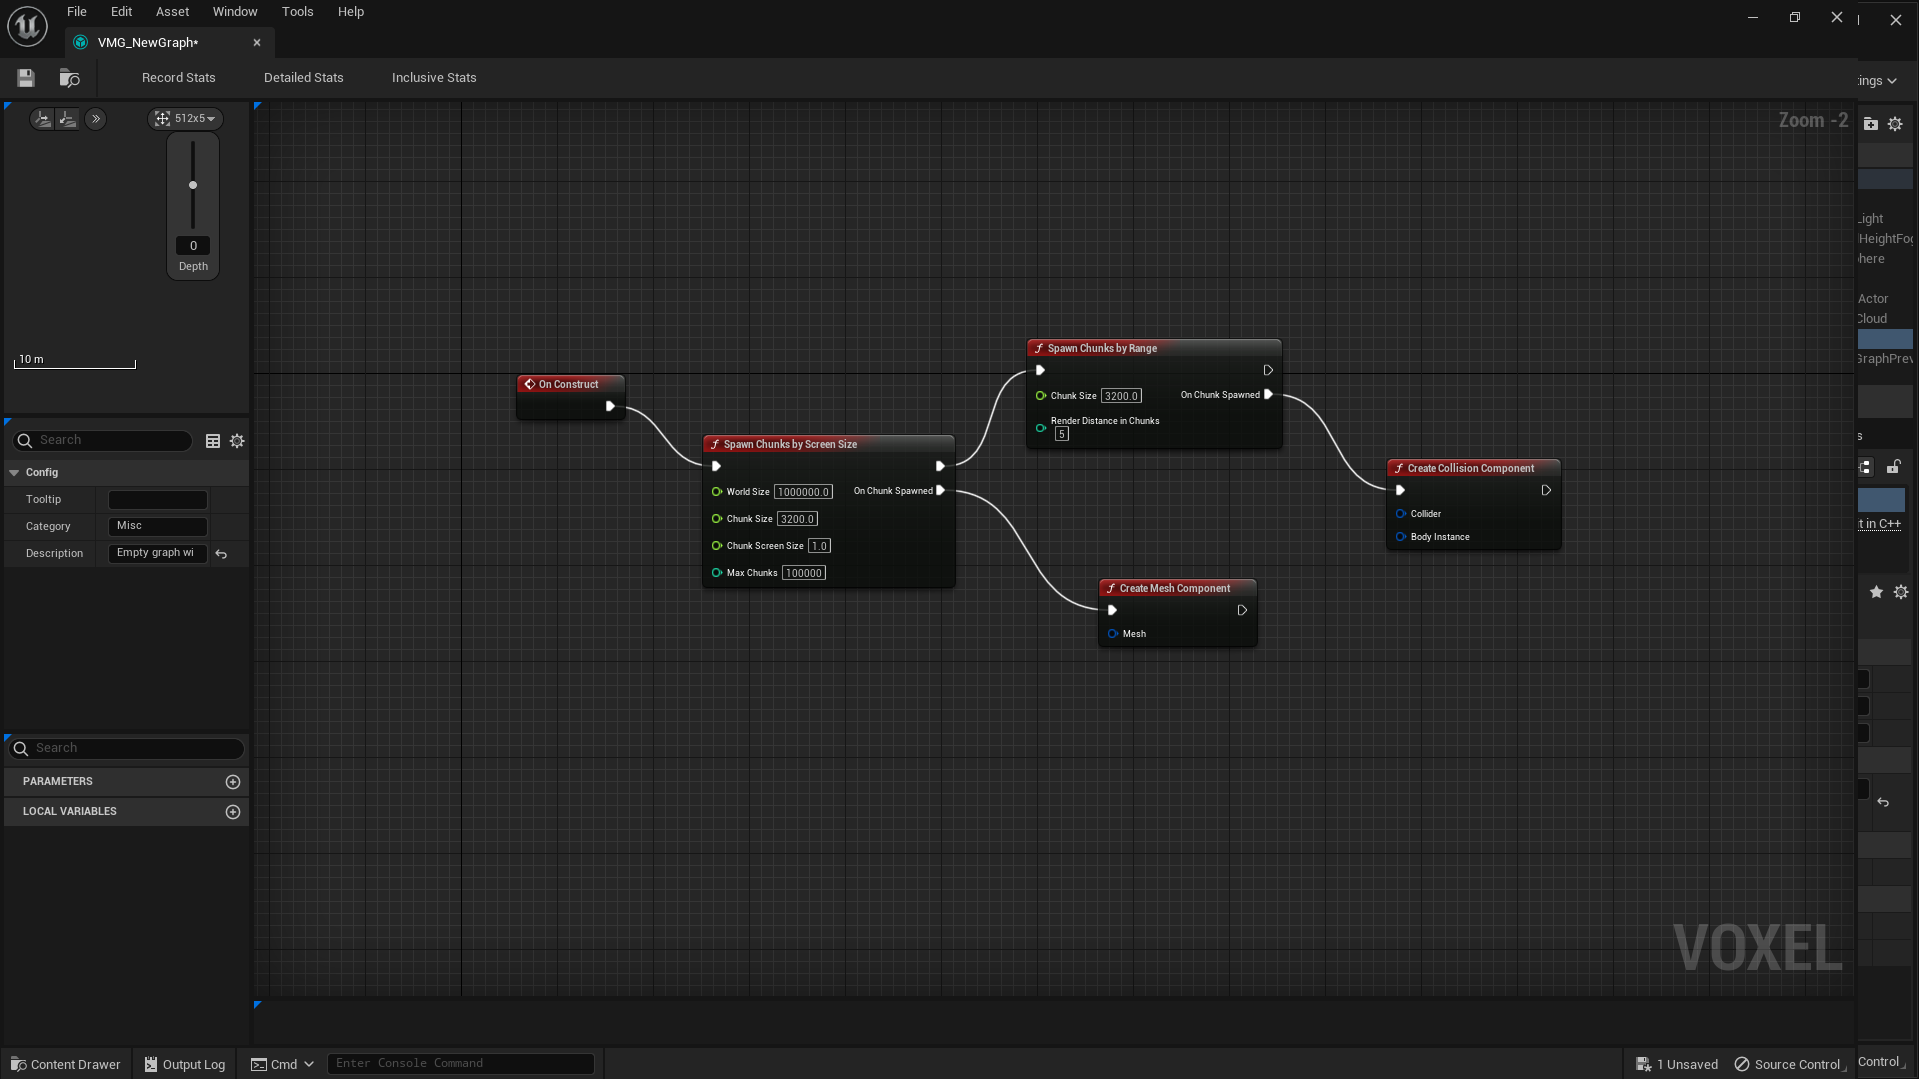 File Edit Asset Window Tools Help
VMG_NewGraph*
Record Stats Detailed Stats Inclusive Stats
ings
512x5
0
Depth
10 m
Zoom -2
Search
Config
Tooltip
Category Misc
Description Empty graph wi
Search
PARAMETERS
LOCAL VARIABLES
On Construct
Spawn Chunks by Screen Size
World Size 1000000.0 On Chunk Spawned
Chunk Size 3200.0
Chunk Screen Size 1.0
Max Chunks 100000
Spawn Chunks by Range
Chunk Size 3200.0 On Chunk Spawned
Render Distance in Chunks
5
Create Collision Component
Collider
Body Instance
Create Mesh Component
Mesh
VOXEL
Light
HeightFog
here
Actor
Cloud
GraphPrev
s
t in C++
Content Drawer Output Log Cmd Enter Console Command 1 Unsaved Source Control Control